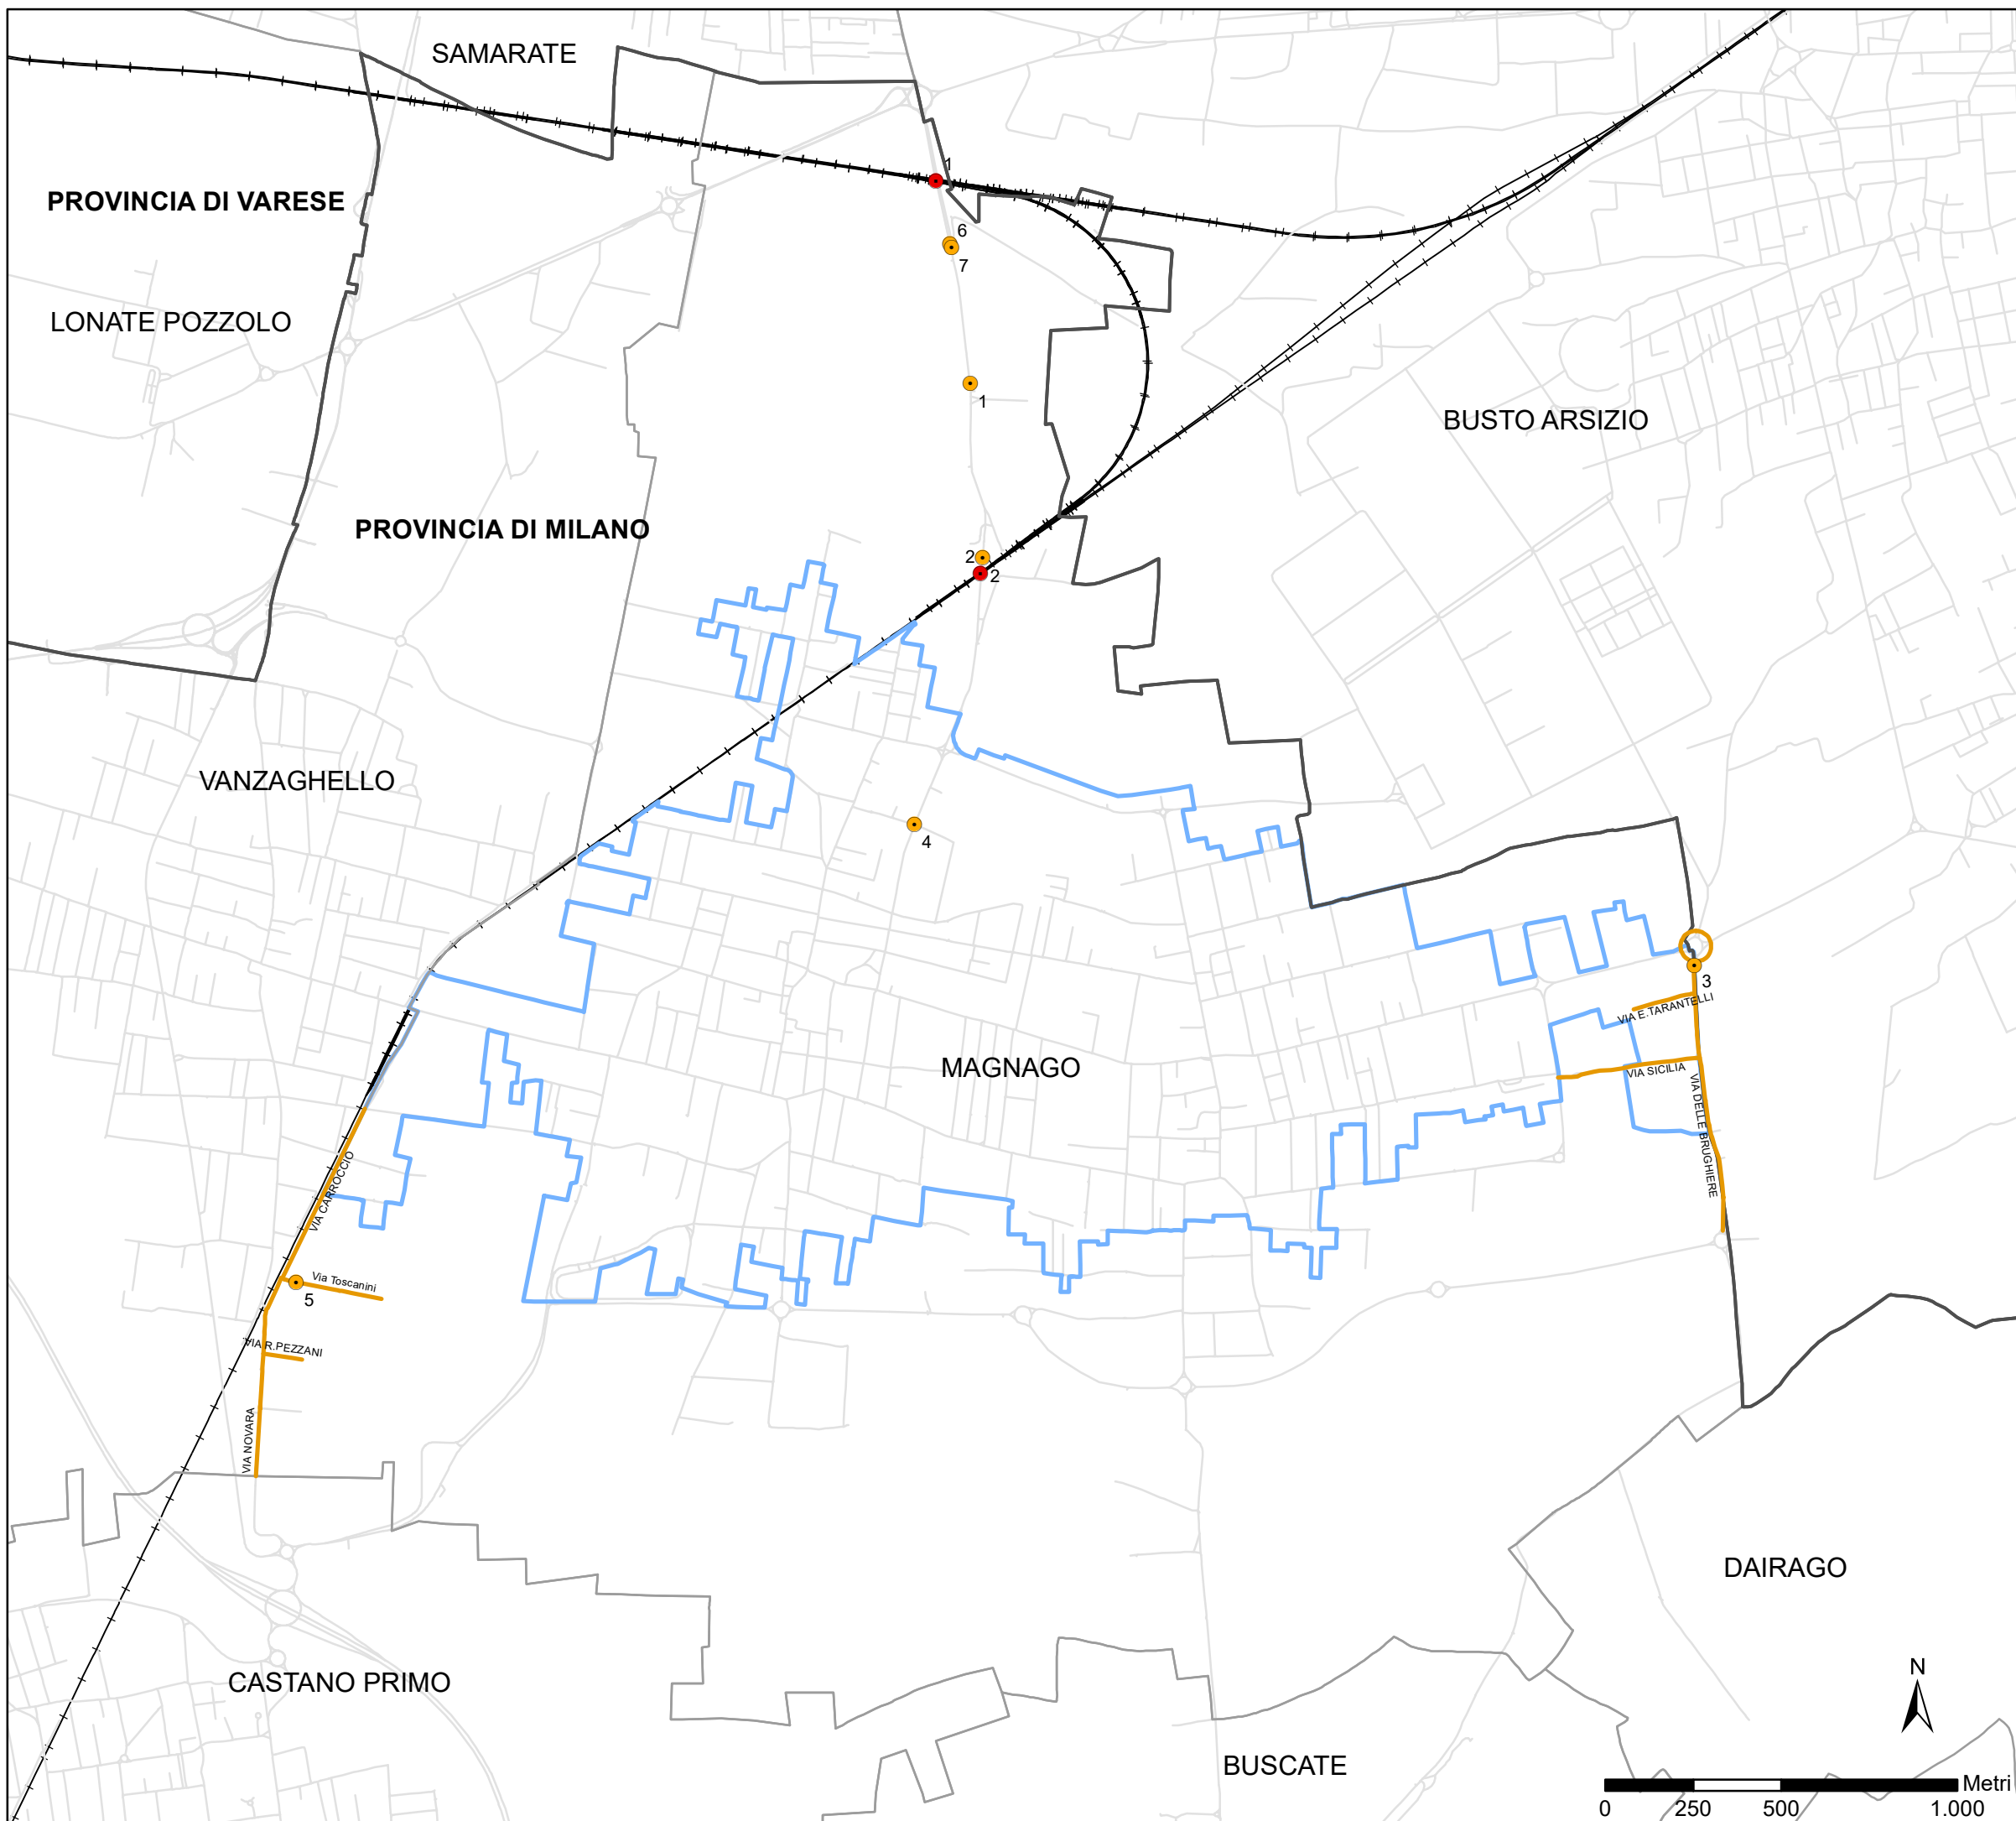 SAMARATE
1
PROVINCIA DI VARESE
6
7
LONATE POZZOLO
1
BUSTO ARSIZIO
PROVINCIA DI MILANO
2
2
VANZAGHELLO
4
3
VIA E.TARANTELLI
MAGNAGO
VIA SICILIA
VIA DELLE BRUGHIERE
VIA CARROCCIO
Via Toscanini
5
VIA R.PEZZANI
VIA NOVARA
DAIRAGO
CASTANO PRIMO
N
BUSCATE
Metri
0 250 500 1.000